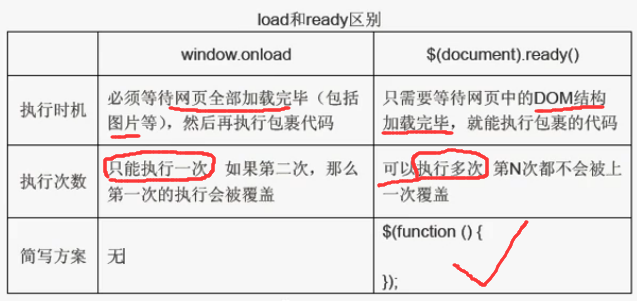 load和ready区别
window.onload
$(document).ready()
执行时机
必须等待网页全部加载完毕（包括
图片等），然后再执行包裹代码
只需要等待网页中的DOM结构
加载完毕，就能执行包裹的代码
执行次数
只能执行一次 如果第二次，那么
第一次的执行会被覆盖
可以执行多次 第N次都不会被上
一次覆盖
简写方案
无
$(function () {
});